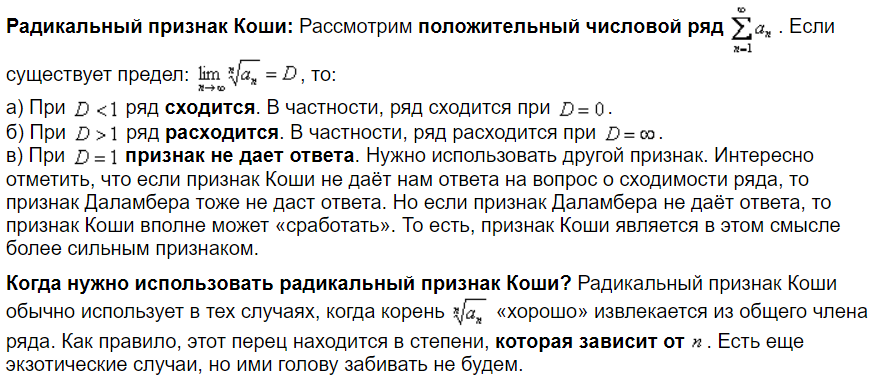 Радикальный признак Коши: Рассмотрим положительный числовой ряд $\sum_{n=1}^{\infty} a_n$ . Если
существует предел: $\lim_{n\to\infty} \sqrt[n]{a_n} = D$ , то:
а) При $D < 1$ ряд сходится. В частности, ряд сходится при $D = 0$ .
б) При $D > 1$ ряд расходится. В частности, ряд расходится при $D = \infty$ .
в) При $D = 1$ признак не дает ответа. Нужно использовать другой признак. Интересно
отметить, что если признак Коши не даёт нам ответа на вопрос о сходимости ряда, то
признак Даламбера тоже не даст ответа. Но если признак Даламбера не даёт ответа, то
признак Коши вполне может «сработать». То есть, признак Коши является в этом смысле
более сильным признаком.
Когда нужно использовать радикальный признак Коши? Радикальный признак Коши
обычно использует в тех случаях, когда корень $\sqrt[n]{a_n}$ «хорошо» извлекается из общего члена
ряда. Как правило, этот перец находится в степени, которая зависит от $n$ . Есть еще
экзотические случаи, но ими голову забивать не будем.